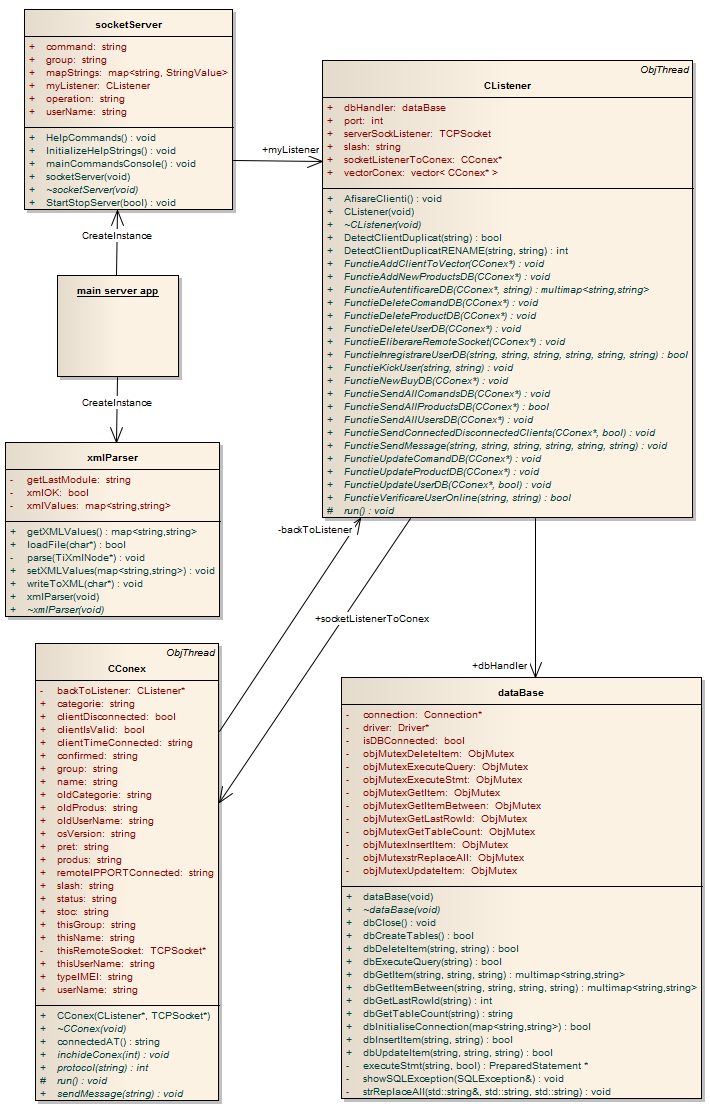 socketServer
+ command: string
+ group: string
+ mapStrings: map<string, StringValue>
+ myListener: CListener
+ operation: string
+ userName: string
+ HelpCommands() : void
+ InitializeHelpStrings() : void
+ mainCommandsConsole() : void
+ socketServer(void)
+ ~socketServer(void)
+ StartStopServer(bool) : void
+myListener
CreateInstance
main server app
CreateInstance
xmlParser
- getLastModule: string
- xmlOK: bool
- xmlValues: map<string,string>
+ getXMLValues() : map<string,string>
+ loadFile(char*) : bool
- parse(TiXmlNode*) : void
+ setXMLValues(map<string,string>) : void
+ writeToXML(char*) : void
+ xmlParser(void)
+ ~xmlParser(void)
ObjThread
CListener
+ dbHandler: dataBase
+ port: int
+ serverSockListener: TCPSocket
+ slash: string
+ socketListenerToConex: CConex*
+ vectorConex: vector< CConex* >
+ AfisareClienti() : void
+ CListener(void)
+ ~CListener(void)
+ DetectClientDuplicat(string) : bool
+ DetectClientDuplicatRENAME(string, string) : int
+ FunctieAddClientToVector(CConex*) : void
+ FunctieAddNewProductsDB(CConex*) : void
+ FunctieAutentificareDB(CConex*, string) : multimap<string,string>
+ FunctieDeleteComandDB(CConex*) : void
+ FunctieDeleteProductDB(CConex*) : void
+ FunctieDeleteUserDB(CConex*) : void
+ FunctieEliberareRemoteSocket(CConex*) : void
+ FunctieInregistrareUserDB(string, string, string, string, string, string) : bool
+ FunctieKickUser(string, string) : void
+ FunctieNewBuyDB(CConex*) : void
+ FunctieSendAllComandsDB(CConex*) : void
+ FunctieSendAllProductsDB(CConex*) : bool
+ FunctieSendAllUsersDB(CConex*) : void
+ FunctieSendConnectedDisconnectedClients(CConex*, bool) : void
+ FunctieSendMessage(string, string, string, string, string, string) : void
+ FunctieUpdateComandDB(CConex*) : void
+ FunctieUpdateProductDB(CConex*) : void
+ FunctieUpdateUserDB(CConex*, bool) : void
+ FunctieVerificareUserOnline(string, string) : bool
# run() : void
-backToListener
+socketListenerToConex
+dbHandler
ObjThread
CConex
- backToListener: CListener*
+ categorie: string
+ clientDisconnected: bool
+ clientIsValid: bool
+ clientTimeConnected: string
+ confirmed: string
+ group: string
+ name: string
+ oldCategorie: string
+ oldProdus: string
+ oldUserName: string
+ osVersion: string
+ pret: string
+ produs: string
+ remoteIPPORTConnected: string
+ slash: string
+ status: string
+ stoc: string
+ thisGroup: string
+ thisName: string
- thisRemoteSocket: TCPSocket*
+ thisUserName: string
+ typeIMEI: string
+ userName: string
+ CConex(CListener*, TCPSocket*)
+ ~CConex(void)
+ connectedAT() : string
+ inchideConex(int) : void
+ protocol(string) : int
# run() : void
+ sendMessage(string) : void
dataBase
- connection: Connection*
- driver: Driver*
- isDBConnected: bool
- objMutexDeleteItem: ObjMutex
- objMutexExecuteQuery: ObjMutex
- objMutexExecuteStmt: ObjMutex
- objMutexGetItem: ObjMutex
- objMutexGetItemBetween: ObjMutex
- objMutexGetLastRowId: ObjMutex
- objMutexGetTableCount: ObjMutex
- objMutexInsertItem: ObjMutex
- objMutexstrReplaceAll: ObjMutex
- objMutexUpdateItem: ObjMutex
+ dataBase(void)
+ ~dataBase(void)
+ dbClose() : void
+ dbCreateTables() : bool
+ dbDeleteItem(string, string) : bool
+ dbExecuteQuery(string) : bool
+ dbGetItem(string, string, string) : multimap<string,string>
+ dbGetItemBetween(string, string, string, string) : multimap<string,string>
+ dbGetLastRowId(string) : int
+ dbGetTableCount(string) : string
+ dbInitialiseConnection(map<string,string>) : bool
+ dbInsertItem(string, string) : bool
+ dbUpdateItem(string, string, string) : bool
- executeStmt(string, bool) : PreparedStatement *
- showSQLException(SQLException&) : void
- strReplaceAll(std::string&, std::string, std::string) : void